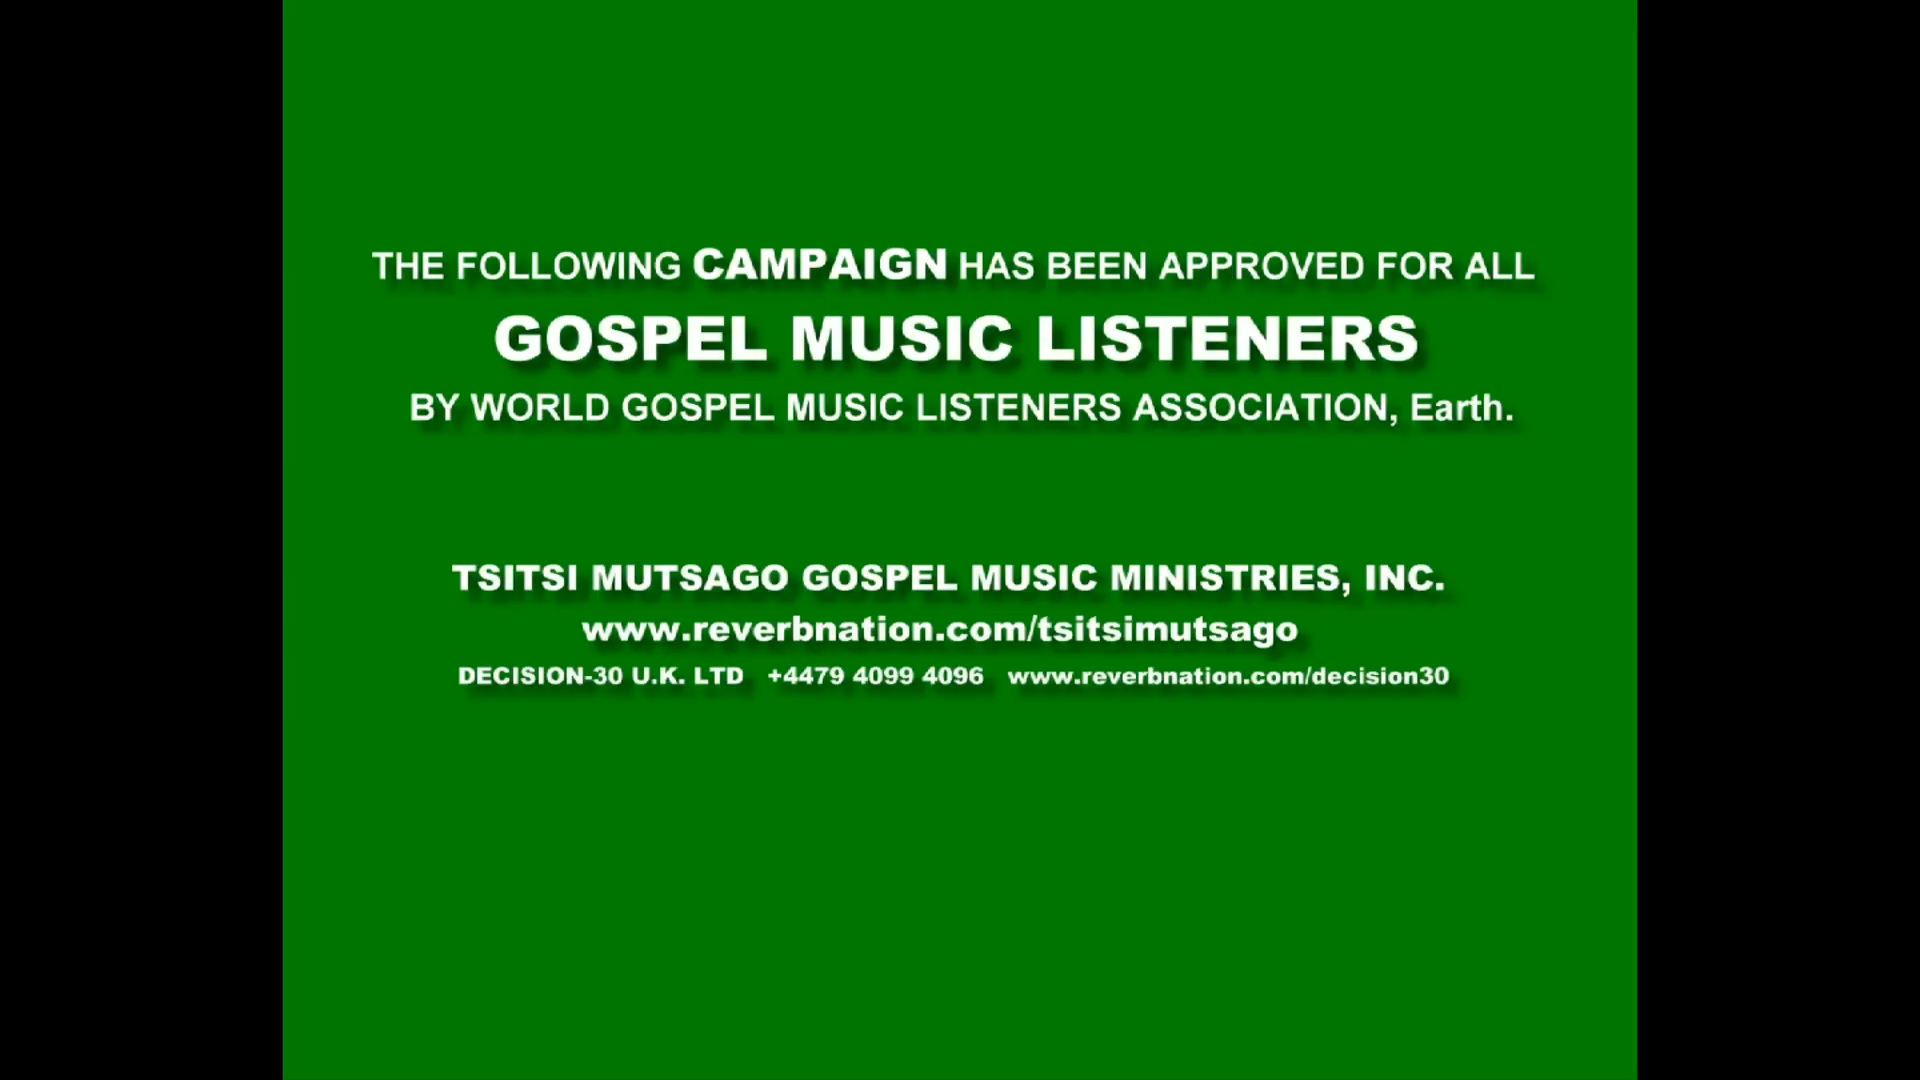 THE FOLLOWING CAMPAIGN HAS BEEN APPROVED FOR ALL
GOSPEL MUSIC LISTENERS
BY WORLD GOSPEL MUSIC LISTENERS ASSOCIATION, Earth.
TSITSI MUTSAGO GOSPEL MUSIC MINISTRIES, INC.
www.reverbnation.com/tsitsimutsago
DECISION-30 U.K. LTD +4479 4099 4096 www.reverbnation.com/decision30